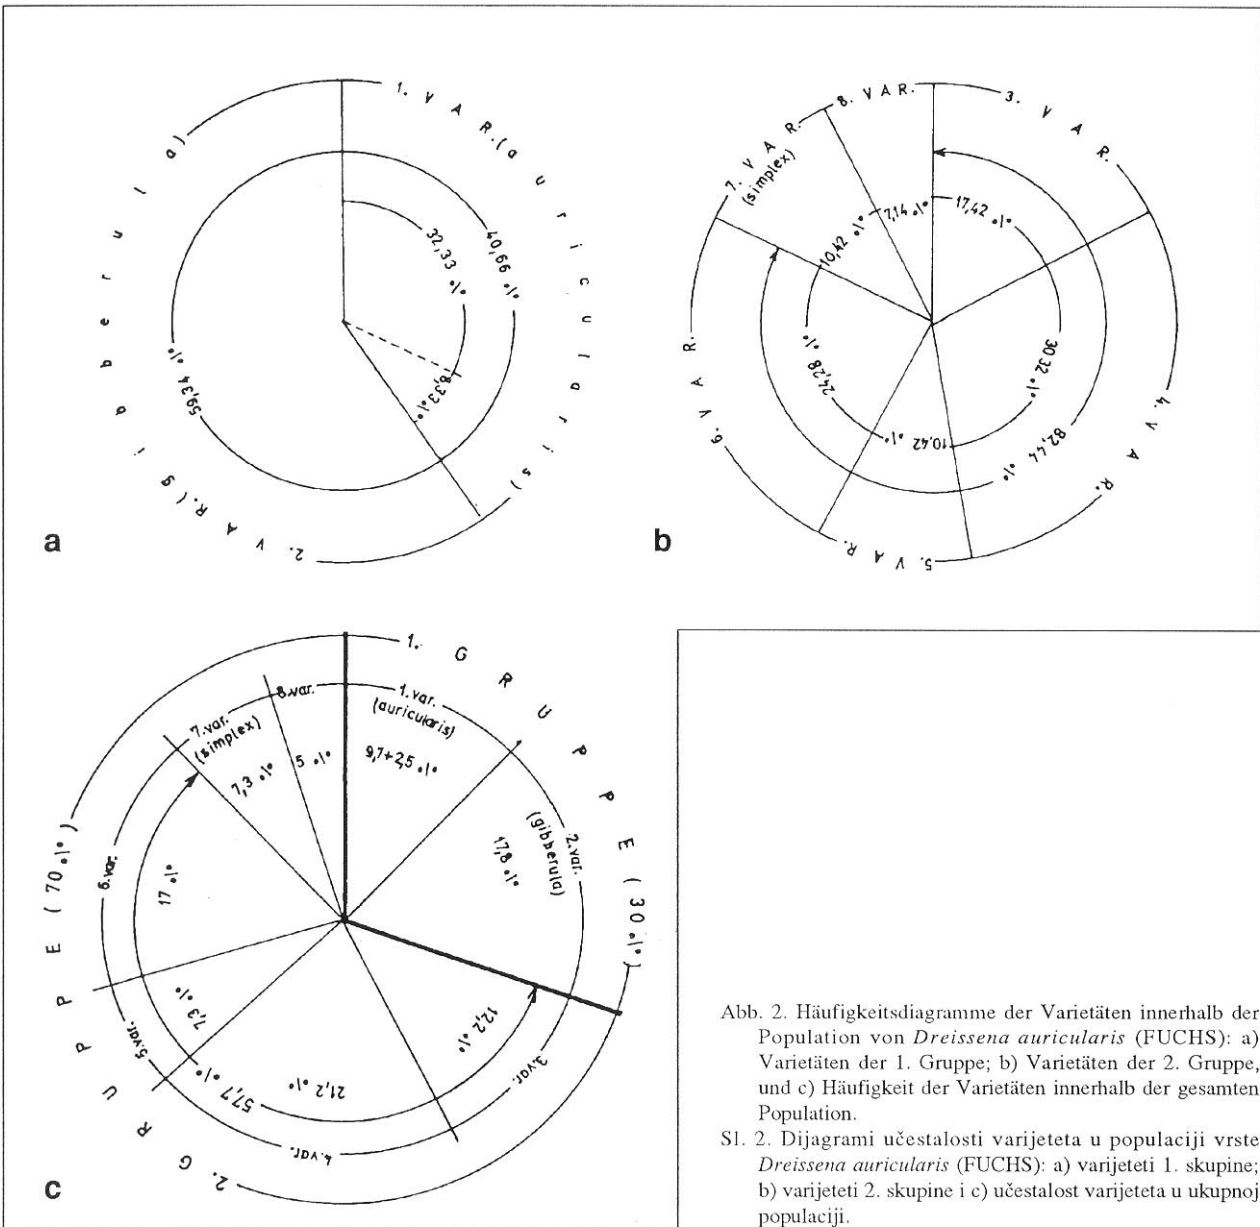 1. VAR. (auricularis)
2. VAR. (gibberula)
32,33 %
40,66 %
8,33 %
59,34 %
a
3. VAR.
4. VAR.
5. VAR.
6. VAR.
7. VAR.
(simplex)
8. VAR.
17,42 %
30,32 %
82,44 %
10,42 %
24,28 %
10,42 %
7,14 %
b
1. GRUPPE (30 %)
2. GRUPPE (70 %)
1. var.
(auricularis)
9,7+2,5 %
2. var.
(gibberula)
17,8 %
3. var.
12,2 %
4. var.
21,2 %
57,7 %
5. var.
7,3 %
6. var.
17 %
7. var.
(simplex)
7,3 %
8. var.
5 %
c
Abb. 2. Häufigkeitsdiagramme der Varietäten innerhalb der
Population von Dreissena auricularis (FUCHS): a)
Varietäten der 1. Gruppe; b) Varietäten der 2. Gruppe,
und c) Häufigkeit der Varietäten innerhalb der gesamten
Population.
Sl. 2. Dijagrami učestalosti varijeteta u populaciji vrste
Dreissena auricularis (FUCHS): a) varijeteti 1. skupine;
b) varijeteti 2. skupine i c) učestalost varijeteta u ukupnoj
populaciji.